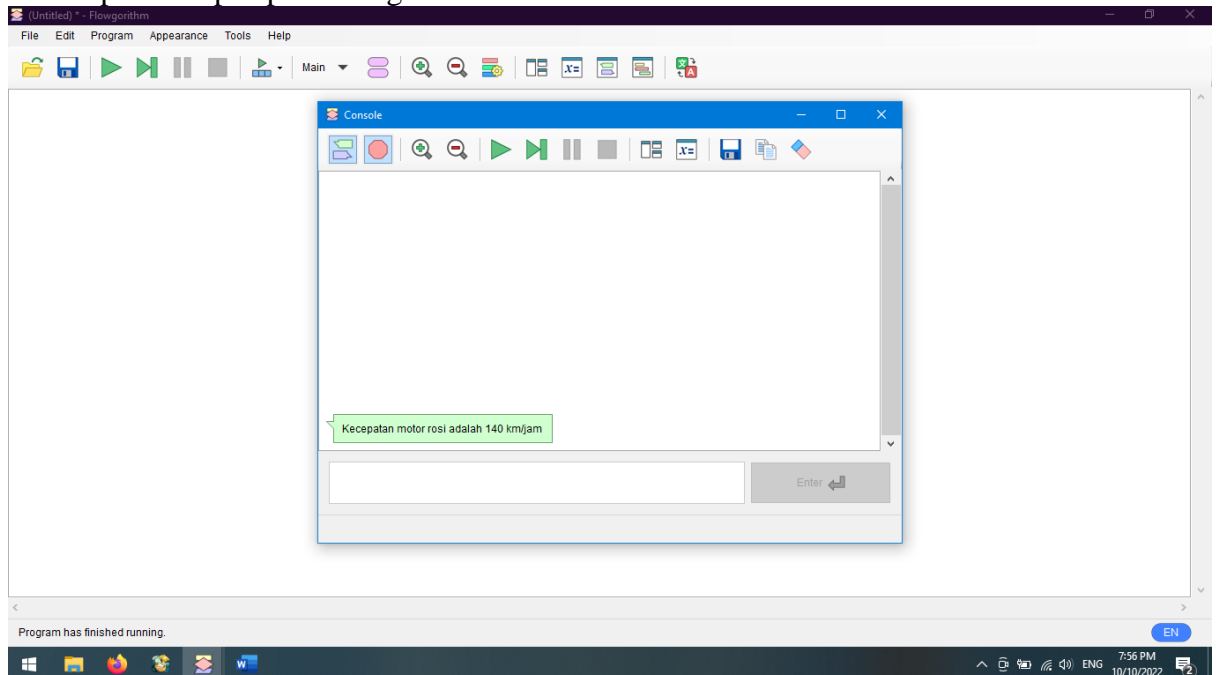 (Untitled) * - Flowgorithm
File Edit Program Appearance Tools Help
Main
x=
A
Console
x=
Kecepatan motor rosi adalah 140 km/jam
Enter
Program has finished running.
EN
W
ENG
7:56 PM
10/10/2022
2